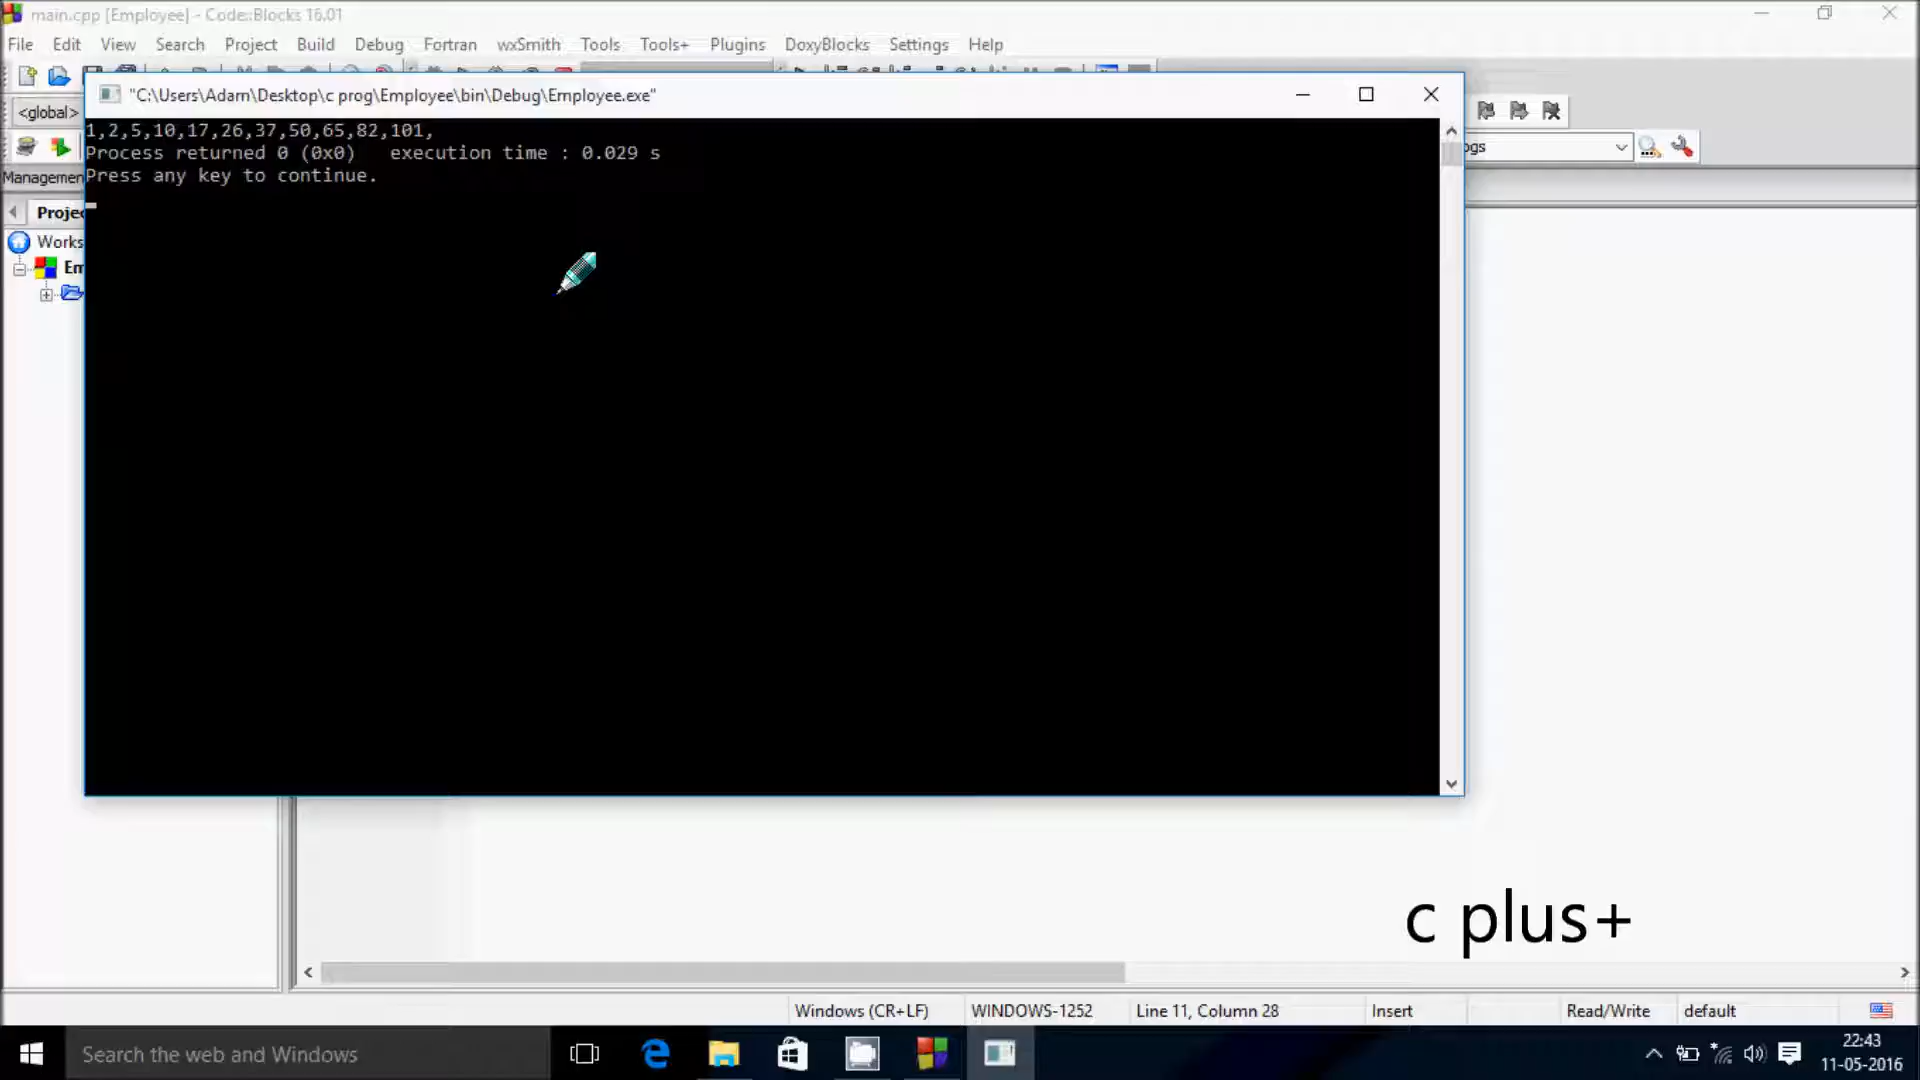 main.cpp [Employee] - Code::Blocks 16.01
File Edit View Search Project Build Debug Fortran wxSmith Tools Tools+ Plugins DoxyBlocks Settings Help
"C:\Users\Adam\Desktop\c prog\Employee\bin\Debug\Employee.exe"
<global>
1,2,5,10,17,26,37,50,65,82,101,
Process returned 0 (0x0) execution time : 0.029 s
Press any key to continue.
ogs
Managemen
Projec
Works
Em
c plus+
Windows (CR+LF) WINDOWS-1252 Line 11, Column 28 Insert Read/Write default
Search the web and Windows
22:43
11-05-2016